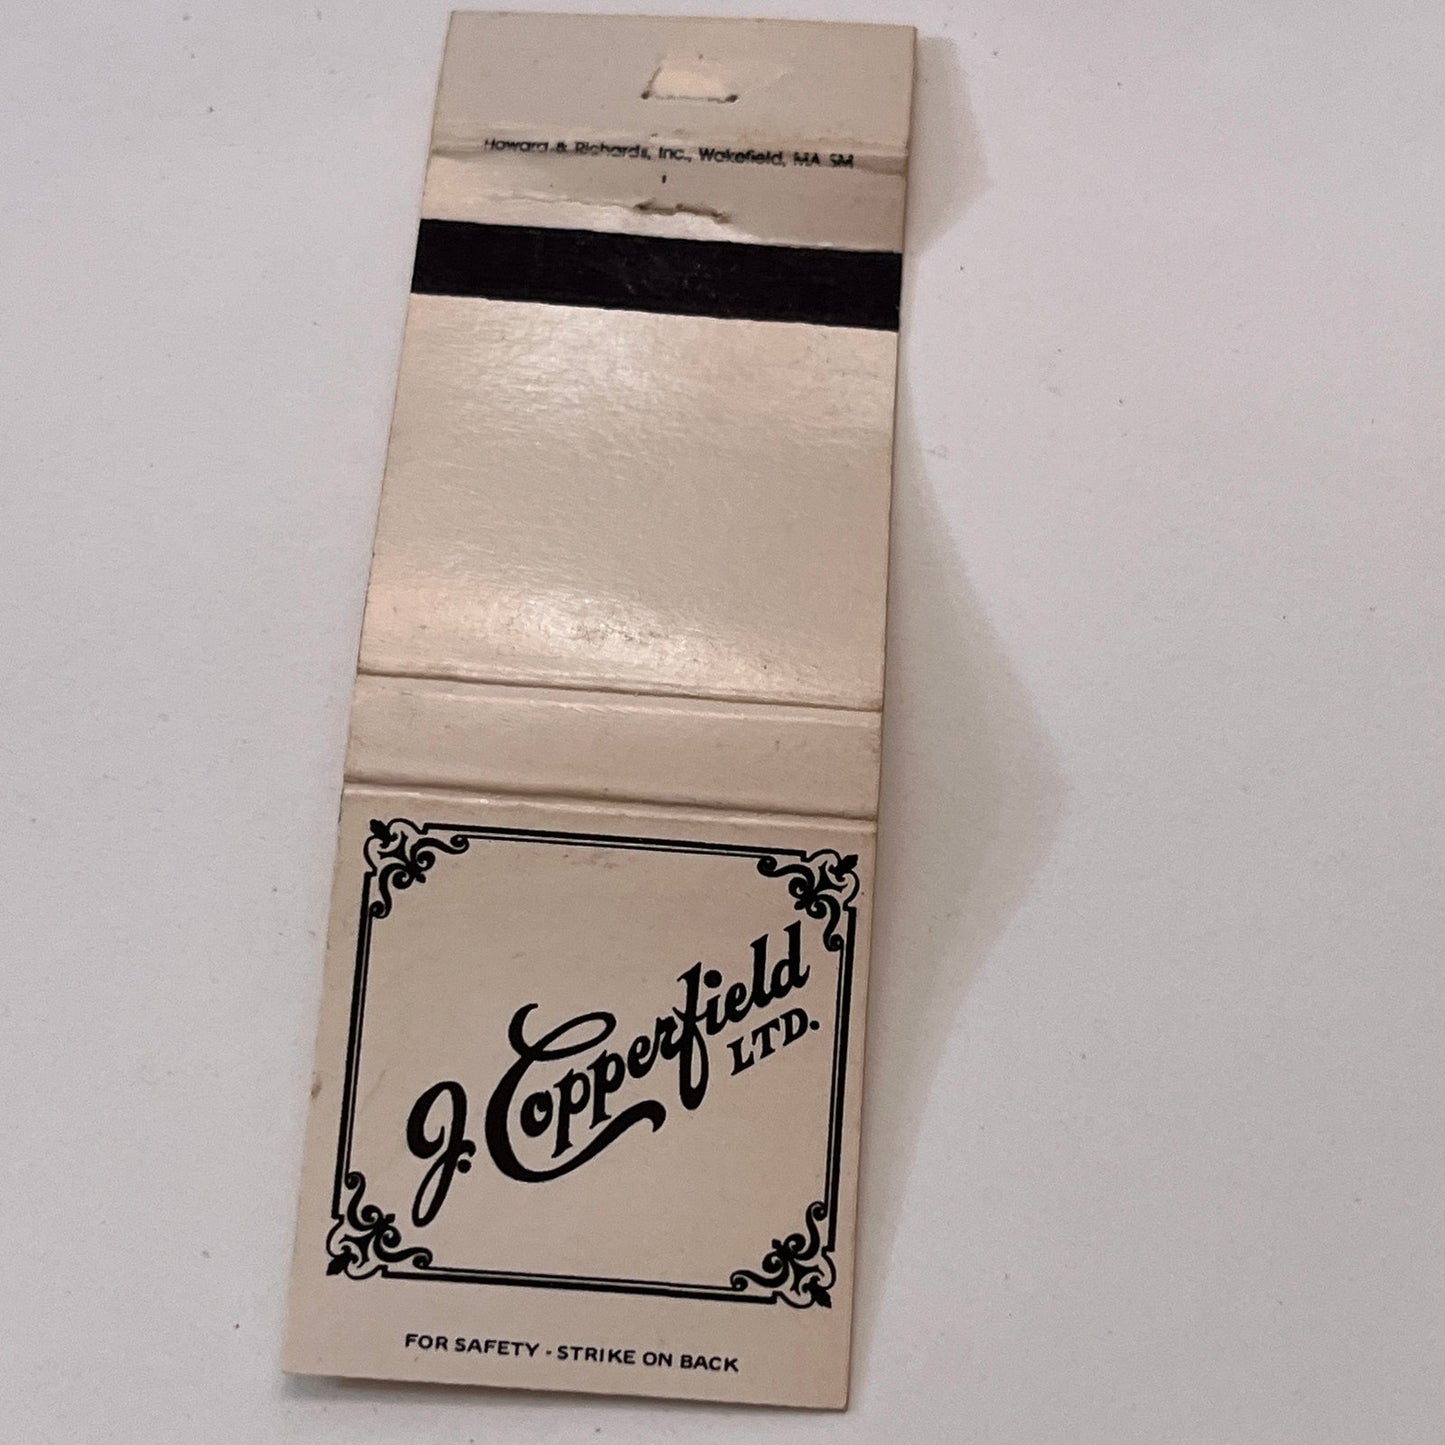 Howard & Richards, Inc., Wakefield, MA SM
J. Copperfield
LTD.
FOR SAFETY - STRIKE ON BACK